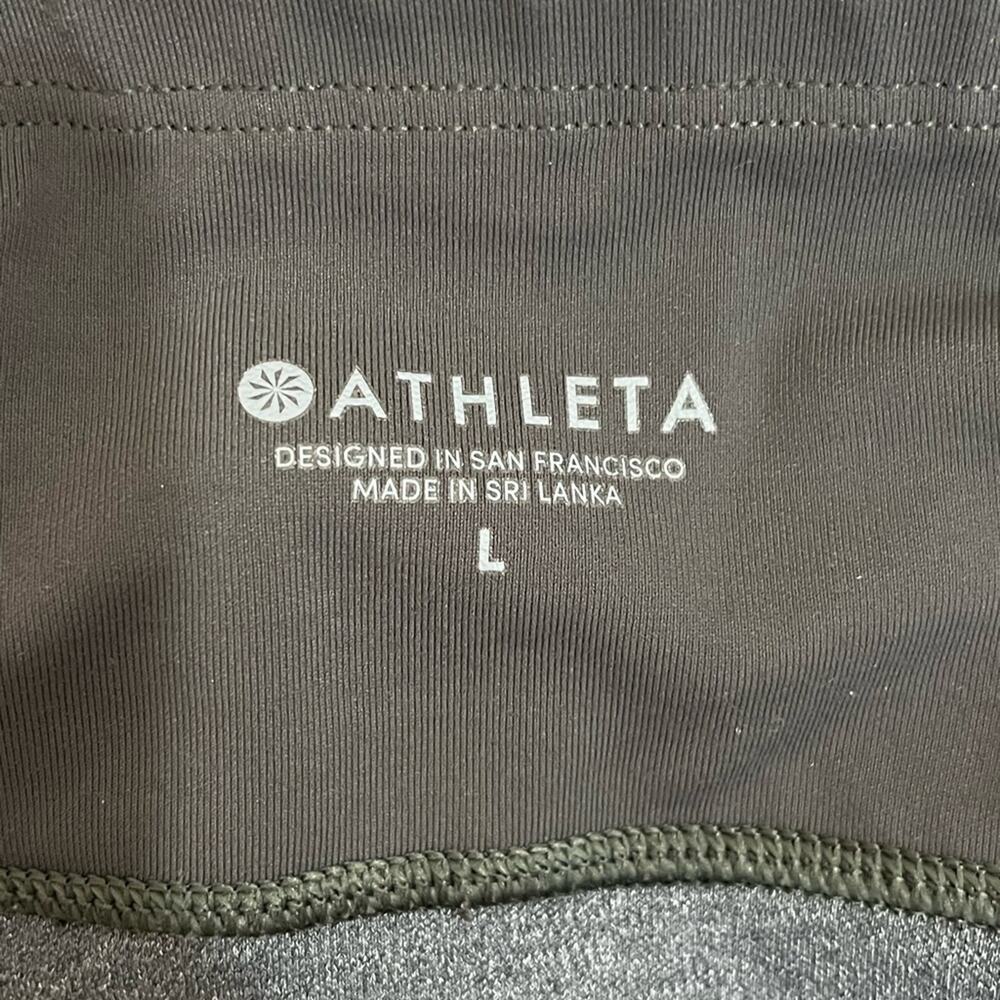 ATHLETA
DESIGNED IN SAN FRANCISCO
MADE IN SRI LANKA
L